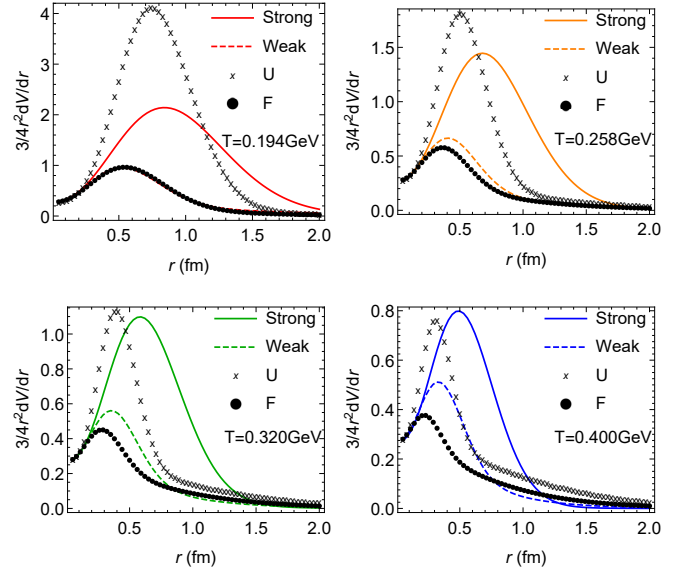 3/4r²dV/dr
4
3
2
1
0
Strong
Weak
U
F
T=0.194GeV
0.5 1.0 1.5 2.0
r (fm)
3/4r²dV/dr
1.5
1.0
0.5
0.0
Strong
Weak
U
F
T=0.258GeV
0.5 1.0 1.5 2.0
r (fm)
3/4r²dV/dr
1.0
0.8
0.6
0.4
0.2
0.0
Strong
Weak
U
F
T=0.320GeV
0.5 1.0 1.5 2.0
r (fm)
3/4r²dV/dr
0.8
0.6
0.4
0.2
0.0
Strong
Weak
U
F
T=0.400GeV
0.5 1.0 1.5 2.0
r (fm)